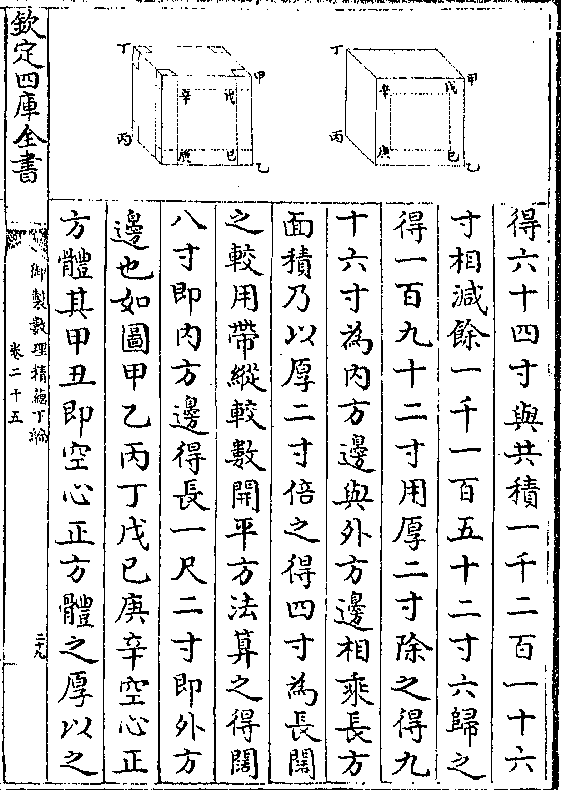 得六十四寸與共積一千二百一十六
寸相減餘一千一百五十二寸六歸之
得一百九十二寸用厚二寸除之得九
十六寸為内方邊與外方邊相乘長方
面積乃以厚二寸倍之得四寸為長闊
之較用帶縱較數開平方法算之得闊
八寸即内方邊得長一尺二寸即外方
邊也如圖甲乙丙丁戊己庚辛空心正
方體其甲丑即空心正方體之厚以之
甲
乙
丙
丁
戊
己
庚
辛
甲
乙
丙
丁
戊
己
庚
辛
欽定四庫全書
御製數理精藴下編
卷二十五
二十九